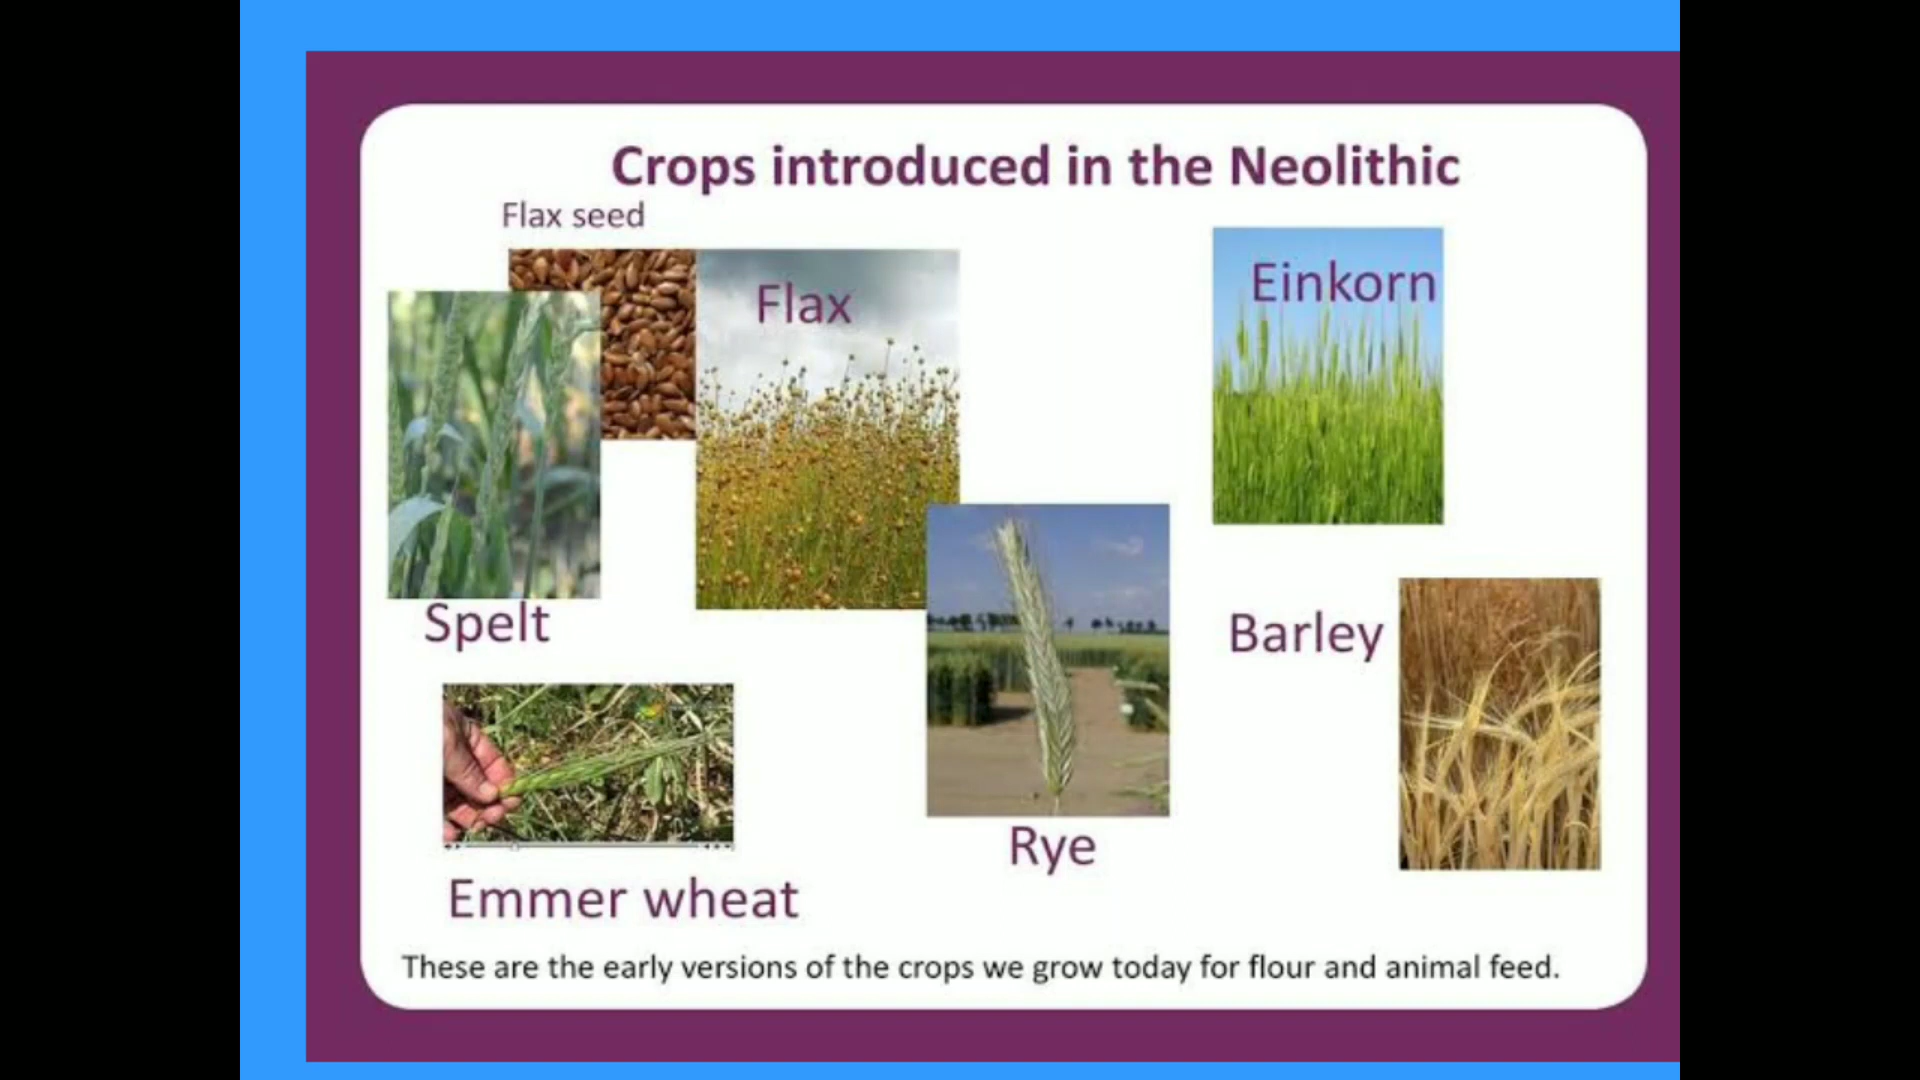 Crops introduced in the Neolithic
Flax seed
Flax
Einkorn
Spelt
Barley
Rye
Emmer wheat
These are the early versions of the crops we grow today for flour and animal feed.